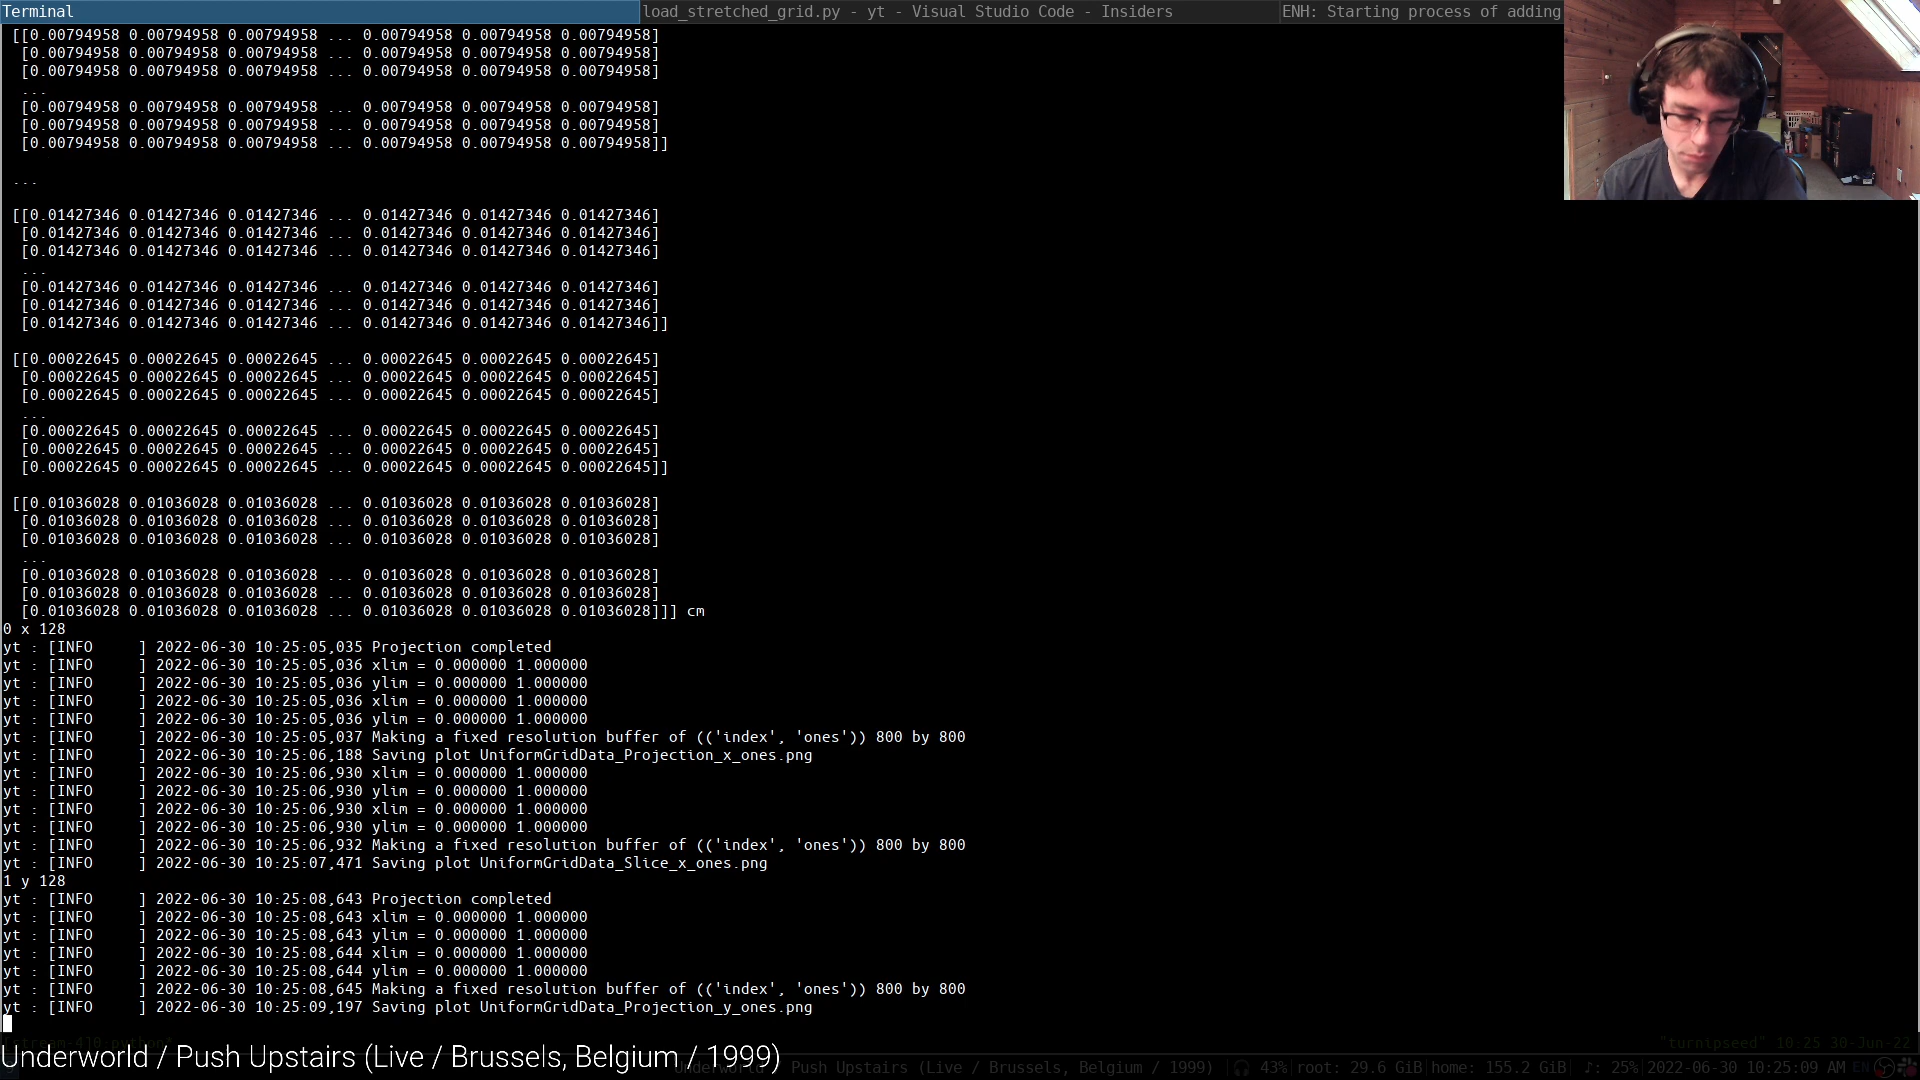 Terminal
load_stretched_grid.py - yt - Visual Studio Code - Insiders
ENH: Starting process of adding
[[0.00794958 0.00794958 0.00794958 ... 0.00794958 0.00794958 0.00794958]
[0.00794958 0.00794958 0.00794958 ... 0.00794958 0.00794958 0.00794958]
[0.00794958 0.00794958 0.00794958 ... 0.00794958 0.00794958 0.00794958]
...
[0.00794958 0.00794958 0.00794958 ... 0.00794958 0.00794958 0.00794958]
[0.00794958 0.00794958 0.00794958 ... 0.00794958 0.00794958 0.00794958]
[0.00794958 0.00794958 0.00794958 ... 0.00794958 0.00794958 0.00794958]]
...
[[0.01427346 0.01427346 0.01427346 ... 0.01427346 0.01427346 0.01427346]
[0.01427346 0.01427346 0.01427346 ... 0.01427346 0.01427346 0.01427346]
[0.01427346 0.01427346 0.01427346 ... 0.01427346 0.01427346 0.01427346]
...
[0.01427346 0.01427346 0.01427346 ... 0.01427346 0.01427346 0.01427346]
[0.01427346 0.01427346 0.01427346 ... 0.01427346 0.01427346 0.01427346]
[0.01427346 0.01427346 0.01427346 ... 0.01427346 0.01427346 0.01427346]]
[[0.00022645 0.00022645 0.00022645 ... 0.00022645 0.00022645 0.00022645]
[0.00022645 0.00022645 0.00022645 ... 0.00022645 0.00022645 0.00022645]
[0.00022645 0.00022645 0.00022645 ... 0.00022645 0.00022645 0.00022645]
...
[0.00022645 0.00022645 0.00022645 ... 0.00022645 0.00022645 0.00022645]
[0.00022645 0.00022645 0.00022645 ... 0.00022645 0.00022645 0.00022645]
[0.00022645 0.00022645 0.00022645 ... 0.00022645 0.00022645 0.00022645]]
[[0.01036028 0.01036028 0.01036028 ... 0.01036028 0.01036028 0.01036028]
[0.01036028 0.01036028 0.01036028 ... 0.01036028 0.01036028 0.01036028]
[0.01036028 0.01036028 0.01036028 ... 0.01036028 0.01036028 0.01036028]
...
[0.01036028 0.01036028 0.01036028 ... 0.01036028 0.01036028 0.01036028]
[0.01036028 0.01036028 0.01036028 ... 0.01036028 0.01036028 0.01036028]
[0.01036028 0.01036028 0.01036028 ... 0.01036028 0.01036028 0.01036028]]] cm
0 x 128
yt : [INFO     ] 2022-06-30 10:25:05,035 Projection completed
yt : [INFO     ] 2022-06-30 10:25:05,036 xlim = 0.000000 1.000000
yt : [INFO     ] 2022-06-30 10:25:05,036 ylim = 0.000000 1.000000
yt : [INFO     ] 2022-06-30 10:25:05,036 xlim = 0.000000 1.000000
yt : [INFO     ] 2022-06-30 10:25:05,036 ylim = 0.000000 1.000000
yt : [INFO     ] 2022-06-30 10:25:05,037 Making a fixed resolution buffer of (('index', 'ones')) 800 by 800
yt : [INFO     ] 2022-06-30 10:25:06,188 Saving plot UniformGridData_Projection_x_ones.png
yt : [INFO     ] 2022-06-30 10:25:06,930 xlim = 0.000000 1.000000
yt : [INFO     ] 2022-06-30 10:25:06,930 ylim = 0.000000 1.000000
yt : [INFO     ] 2022-06-30 10:25:06,930 xlim = 0.000000 1.000000
yt : [INFO     ] 2022-06-30 10:25:06,930 ylim = 0.000000 1.000000
yt : [INFO     ] 2022-06-30 10:25:06,932 Making a fixed resolution buffer of (('index', 'ones')) 800 by 800
yt : [INFO     ] 2022-06-30 10:25:07,471 Saving plot UniformGridData_Slice_x_ones.png
1 y 128
yt : [INFO     ] 2022-06-30 10:25:08,643 Projection completed
yt : [INFO     ] 2022-06-30 10:25:08,643 xlim = 0.000000 1.000000
yt : [INFO     ] 2022-06-30 10:25:08,643 ylim = 0.000000 1.000000
yt : [INFO     ] 2022-06-30 10:25:08,644 xlim = 0.000000 1.000000
yt : [INFO     ] 2022-06-30 10:25:08,644 ylim = 0.000000 1.000000
yt : [INFO     ] 2022-06-30 10:25:08,645 Making a fixed resolution buffer of (('index', 'ones')) 800 by 800
yt : [INFO     ] 2022-06-30 10:25:09,197 Saving plot UniformGridData_Projection_y_ones.png
"turnipseed" 10:25 30-Jun-22
Underworld / Push Upstairs (Live / Brussels, Belgium / 1999)
Push Upstairs (Live / Brussels, Belgium / 1999) 43% root: 29.6 GiB home: 155.2 GiB ♪: 25% 2022-06-30 10:25:09 AM EN